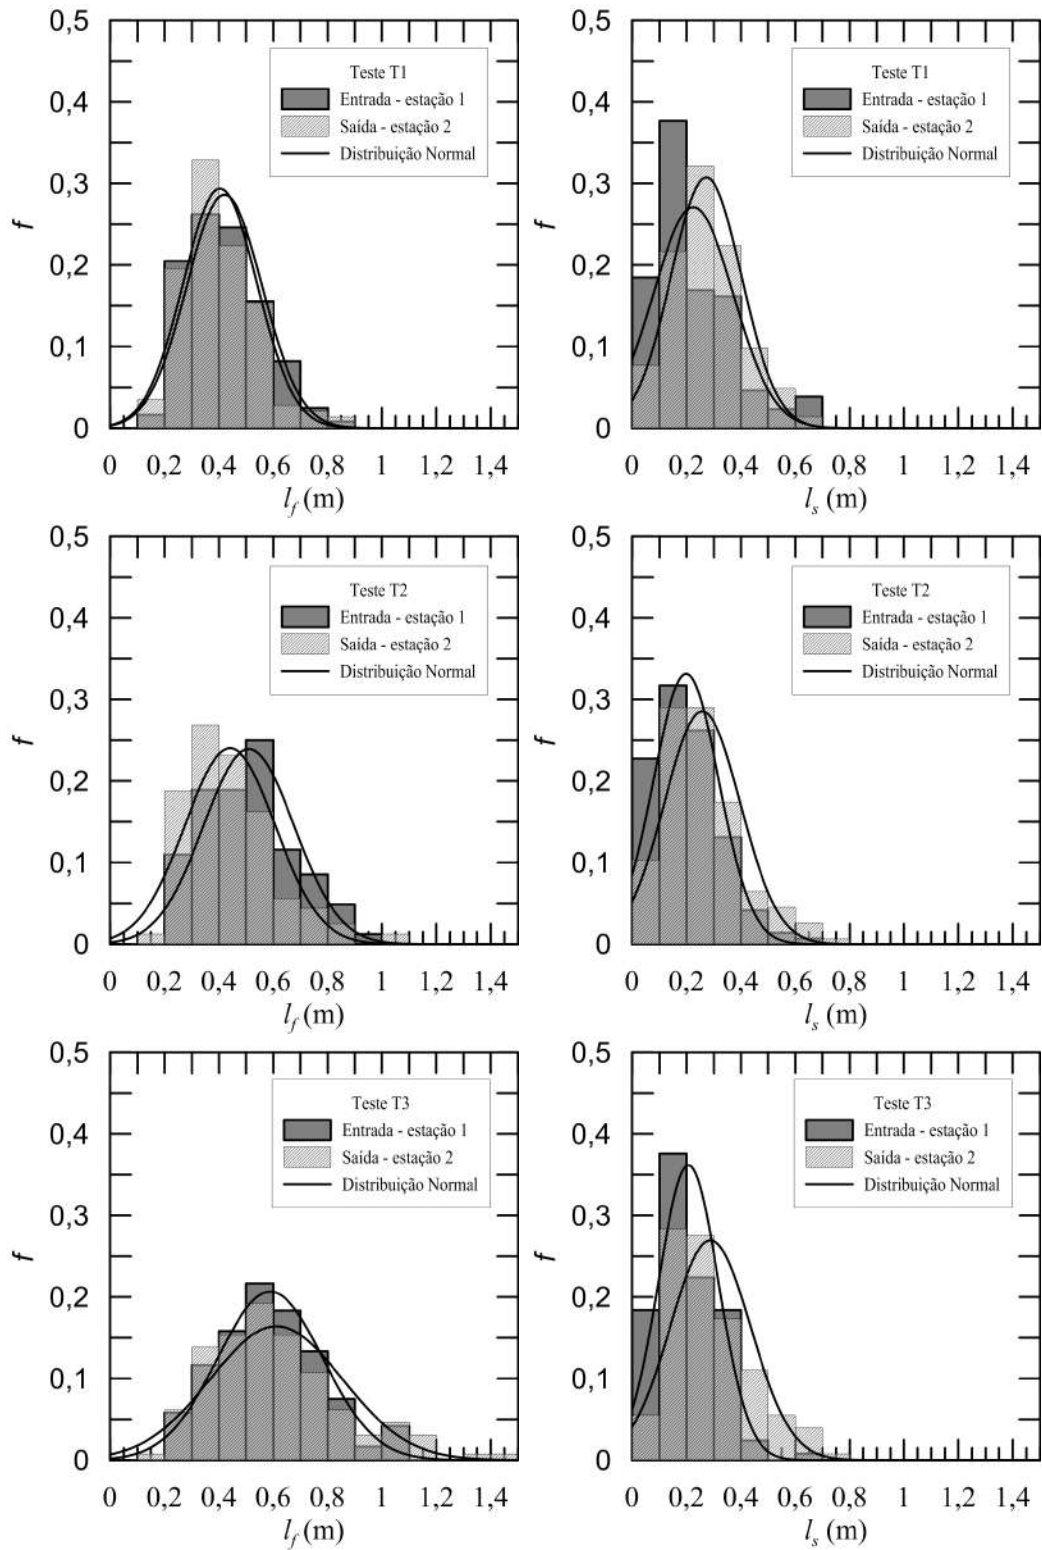 0,5
0,4
0,3
0,2
0,1
0
f
Teste T1
Entrada - estação 1
Saída - estação 2
Distribuição Normal
0 0,2 0,4 0,6 0,8 1 1,2 1,4
l_f (m)
0,5
0,4
0,3
0,2
0,1
0
f
Teste T1
Entrada - estação 1
Saída - estação 2
Distribuição Normal
0 0,2 0,4 0,6 0,8 1 1,2 1,4
l_s (m)
0,5
0,4
0,3
0,2
0,1
0
f
Teste T2
Entrada - estação 1
Saída - estação 2
Distribuição Normal
0 0,2 0,4 0,6 0,8 1 1,2 1,4
l_f (m)
0,5
0,4
0,3
0,2
0,1
0
f
Teste T2
Entrada - estação 1
Saída - estação 2
Distribuição Normal
0 0,2 0,4 0,6 0,8 1 1,2 1,4
l_s (m)
0,5
0,4
0,3
0,2
0,1
0
f
Teste T3
Entrada - estação 1
Saída - estação 2
Distribuição Normal
0 0,2 0,4 0,6 0,8 1 1,2 1,4
l_f (m)
0,5
0,4
0,3
0,2
0,1
0
f
Teste T3
Entrada - estação 1
Saída - estação 2
Distribuição Normal
0 0,2 0,4 0,6 0,8 1 1,2 1,4
l_s (m)